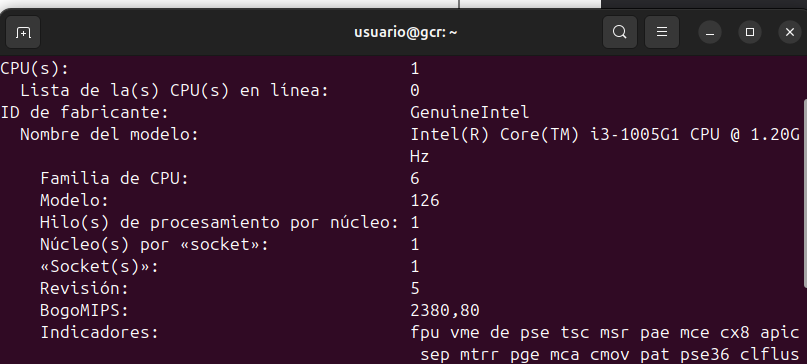 usuario@gcr: ~
CPU(s): 1
Lista de la(s) CPU(s) en línea: 0
ID de fabricante: GenuineIntel
Nombre del modelo: Intel(R) Core(TM) i3-1005G1 CPU @ 1.20G
Hz
Familia de CPU: 6
Modelo: 126
Hilo(s) de procesamiento por núcleo: 1
Núcleo(s) por «socket»: 1
«Socket(s)»: 1
Revisión: 5
BogoMIPS: 2380,80
Indicadores: fpu vme de pse tsc msr pae mce cx8 apic
sep mtrr pge mca cmov pat pse36 clflus